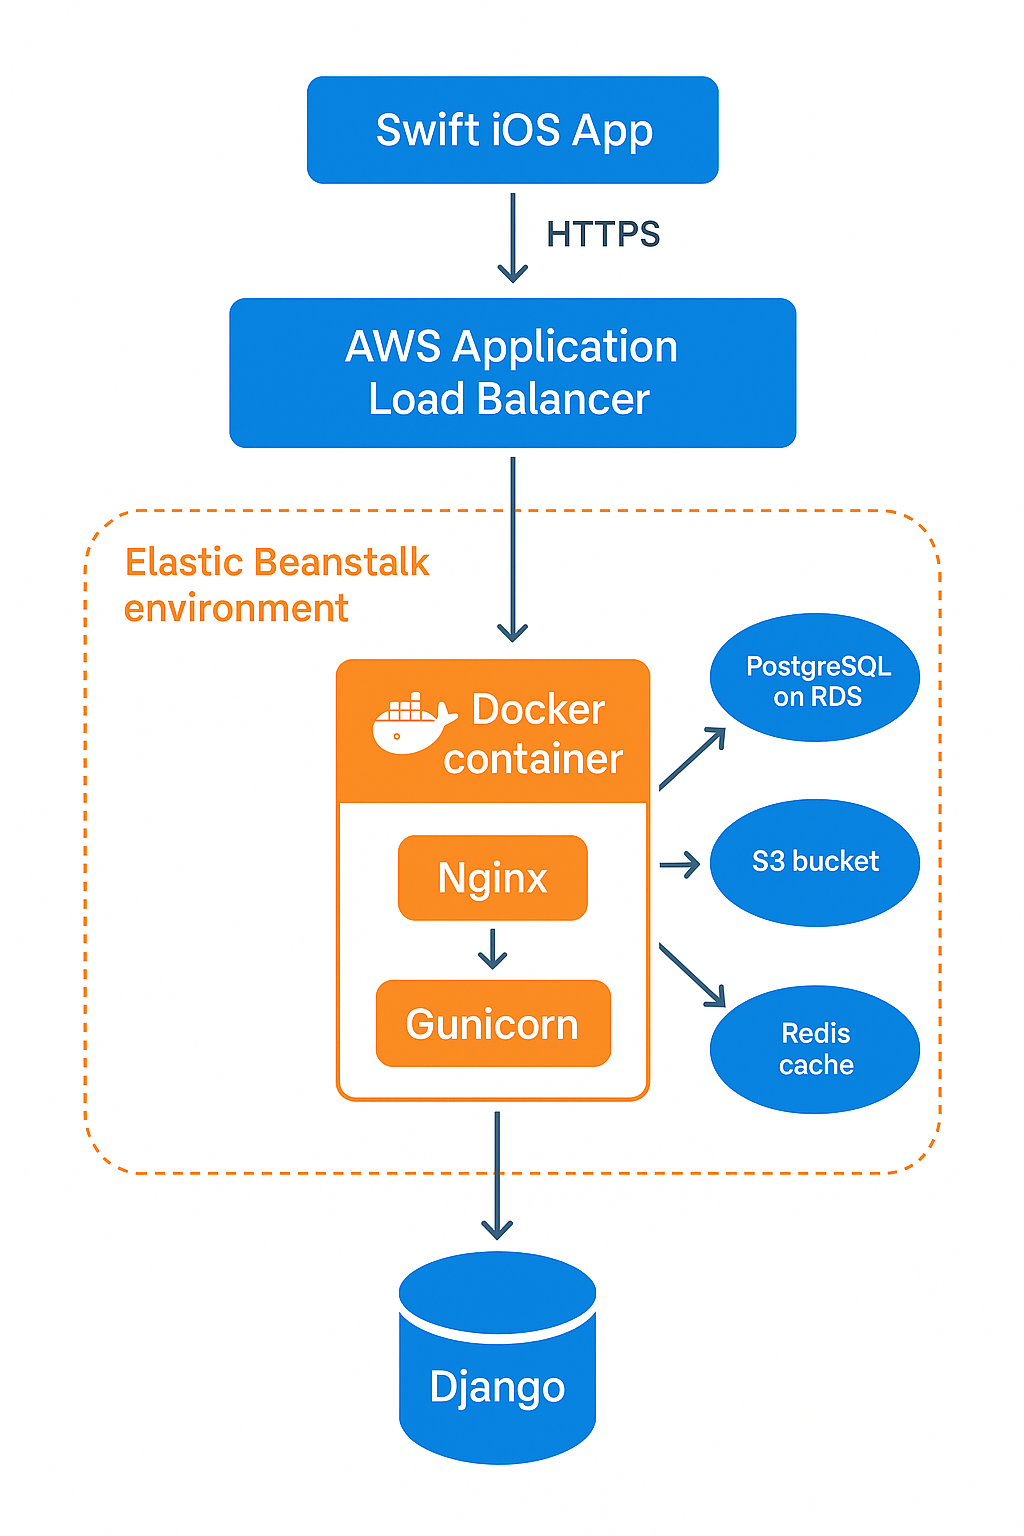 Swift iOS App
HTTPS
AWS Application
Load Balancer
Elastic Beanstalk
environment
Docker
container
Nginx
Gunicorn
PostgreSQL
on RDS
S3 bucket
Redis
cache
Django